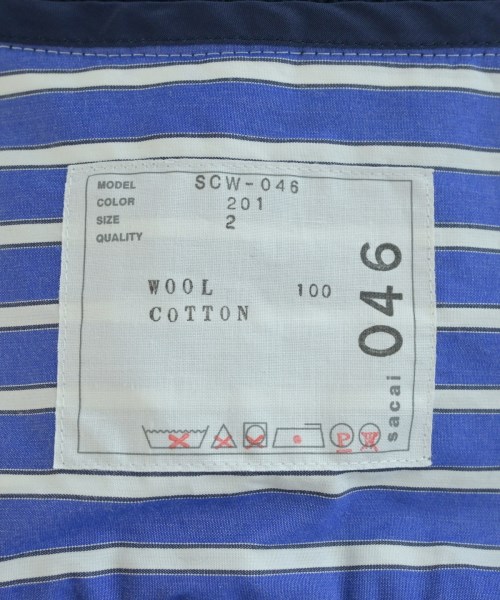 MODEL SCW-046
COLOR 201
SIZE 2
QUALITY
WOOL 100
COTTON
sacai 046
P